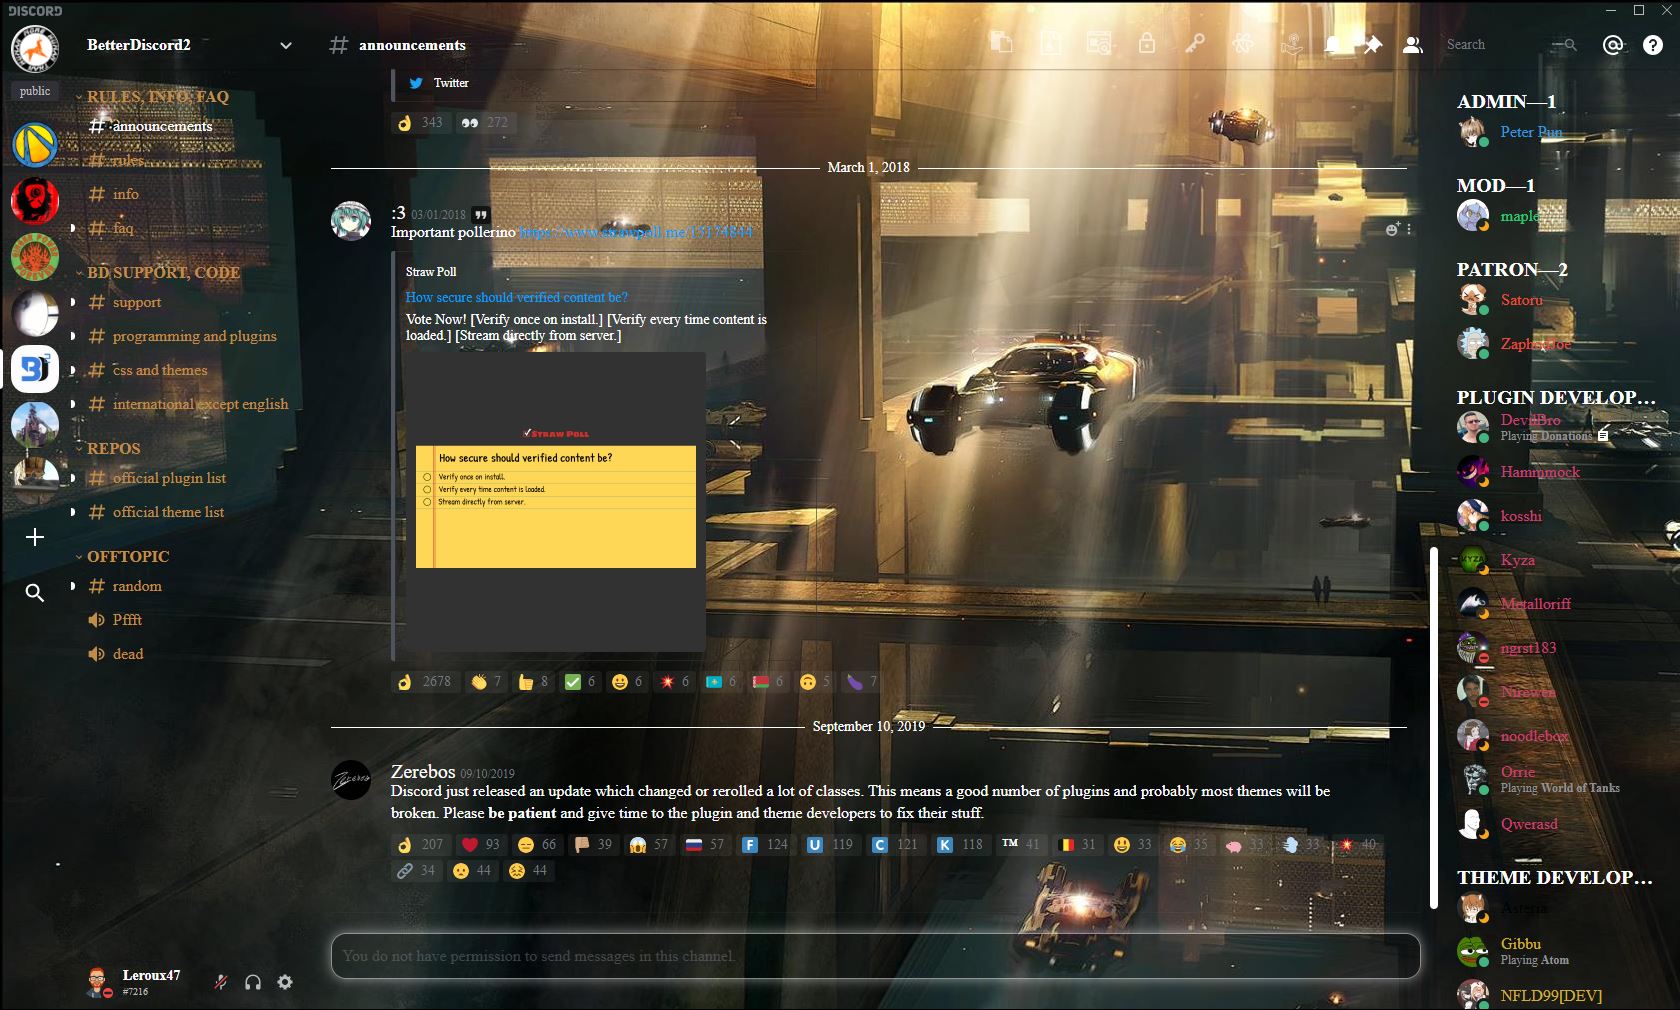 DISCORD
BetterDiscord2
announcements
Search
public
RULES, INFO, FAQ
announcements
rules
info
faq
BD SUPPORT, CODE
support
programming and plugins
css and themes
international except english
REPOS
official plugin list
official theme list
OFFTOPIC
random
Pffft
dead
Leroux47
#7216
Twitter
343 272
March 1, 2018
:3 03/01/2018
Important pollerino https://www.strawpoll.me/15174844
Straw Poll
How secure should verified content be?
Vote Now! [Verify once on install.] [Verify every time content is
loaded.] [Stream directly from server.]
STRAW POLL
How secure should verified content be?
Verify once on install.
Verify every time content is loaded.
Stream directly from server.
2678 7 8 6 6 6 6 6 5 7
September 10, 2019
Zerebos 09/10/2019
Discord just released an update which changed or rerolled a lot of classes. This means a good number of plugins and probably most themes will be
broken. Please be patient and give time to the plugin and theme developers to fix their stuff.
207 93 66 39 57 57 F 124 U 119 C 121 K 118 ™ 41 31 33 35 33 33 40
34 44 44
You do not have permission to send messages in this channel.
ADMIN—1
Peter Pun
MOD—1
maple
PATRON—2
Satoru
PLUGIN DEVELOP…
DevilBro
Playing Donations
Hammmock
kosshi
Kyza
Metalloriff
ngrst183
Nirewen
noodlebox
Orrie
Playing World of Tanks
Qwerasd
THEME DEVELOP…
Asteria
Gibbu
Playing Atom
NFLD99[DEV]